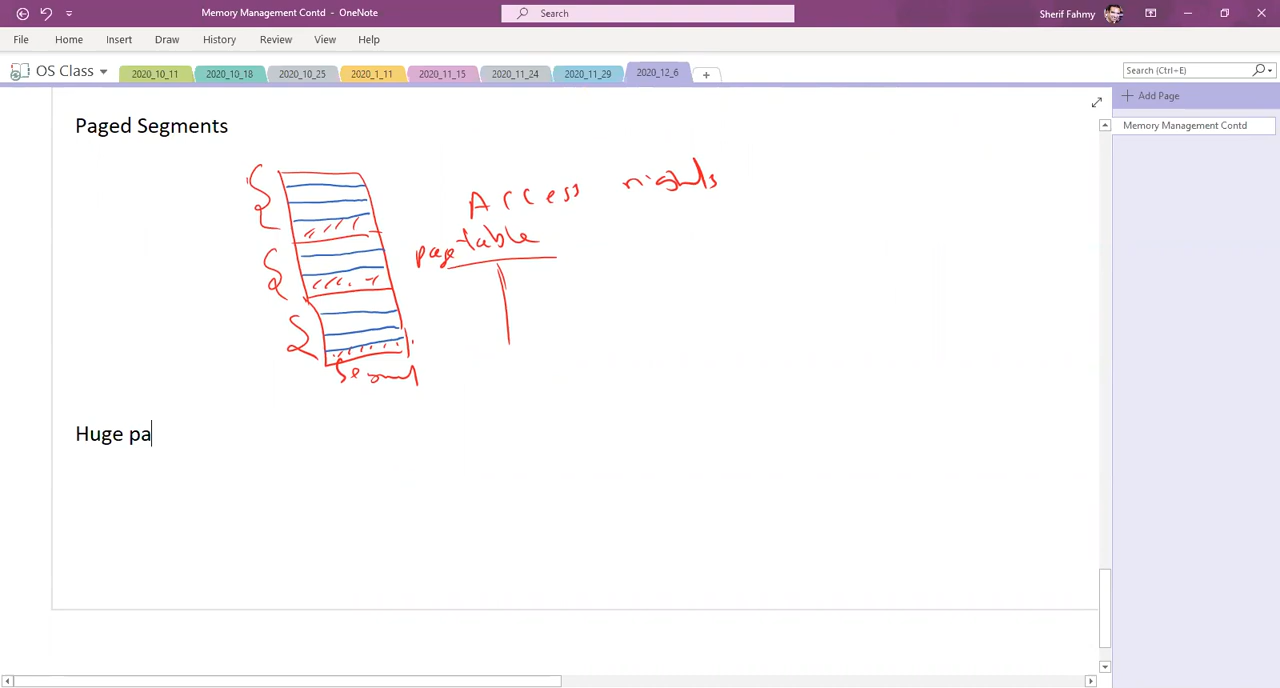 Memory Management Contd - OneNote
Search
Sherif Fahmy
File Home Insert Draw History Review View Help
OS Class
2020_10_11 2020_10_18 2020_10_25 2020_1_11 2020_11_15 2020_11_24 2020_11_29 2020_12_6
Search (Ctrl+E)
Add Page
Memory Management Contd
Paged Segments
Access rights
page table
Huge pa